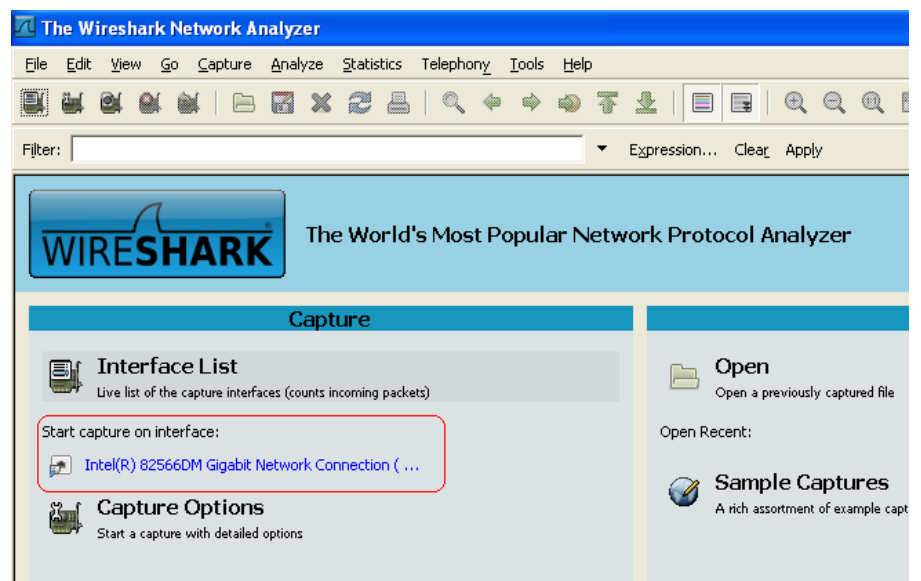 The Wireshark Network Analyzer
File Edit View Go Capture Analyze Statistics Telephony Tools Help
Filter: Expression... Clear Apply
WIRESHARK
The World's Most Popular Network Protocol Analyzer
Capture
Interface List
Live list of the capture interfaces (counts incoming packets)
Start capture on interface:
Intel(R) 82566DM Gigabit Network Connection ( ...
Capture Options
Start a capture with detailed options
Open
Open a previously captured file
Open Recent:
Sample Captures
A rich assortment of example capt